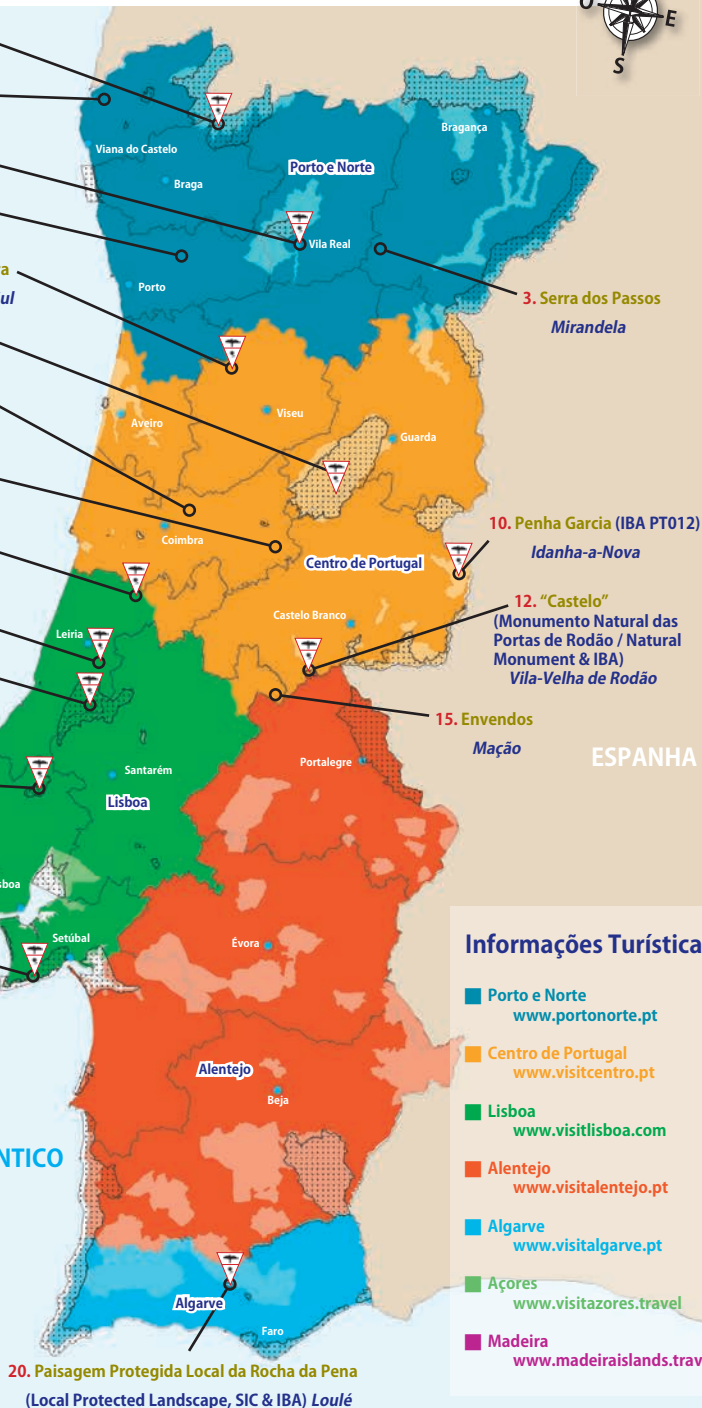 O
E
S
Bragança
Viana do Castelo
Porto e Norte
Braga
Vila Real
Porto
3. Serra dos Passos
Mirandela
Viseu
Aveiro
Guarda
Coimbra
10. Penha Garcia (IBA PT012)
Idanha-a-Nova
Centro de Portugal
12. “Castelo”
(Monumento Natural das
Portas de Rodão / Natural
Monument & IBA)
Vila-Velha de Rodão
Castelo Branco
Leiria
15. Envendos
Mação
ESPANHA
Portalegre
Santarém
Lisboa
sboa
Setúbal
Évora
Informações Turística
Porto e Norte
www.portonorte.pt
Centro de Portugal
www.visitcentro.pt
Lisboa
www.visitlisboa.com
Alentejo
www.visitalentejo.pt
Algarve
www.visitalgarve.pt
Açores
www.visitazores.travel
Madeira
www.madeiraislands.trav
Alentejo
Beja
NTICO
Algarve
Faro
20. Paisagem Protegida Local da Rocha da Pena
(Local Protected Landscape, SIC & IBA) Loulé